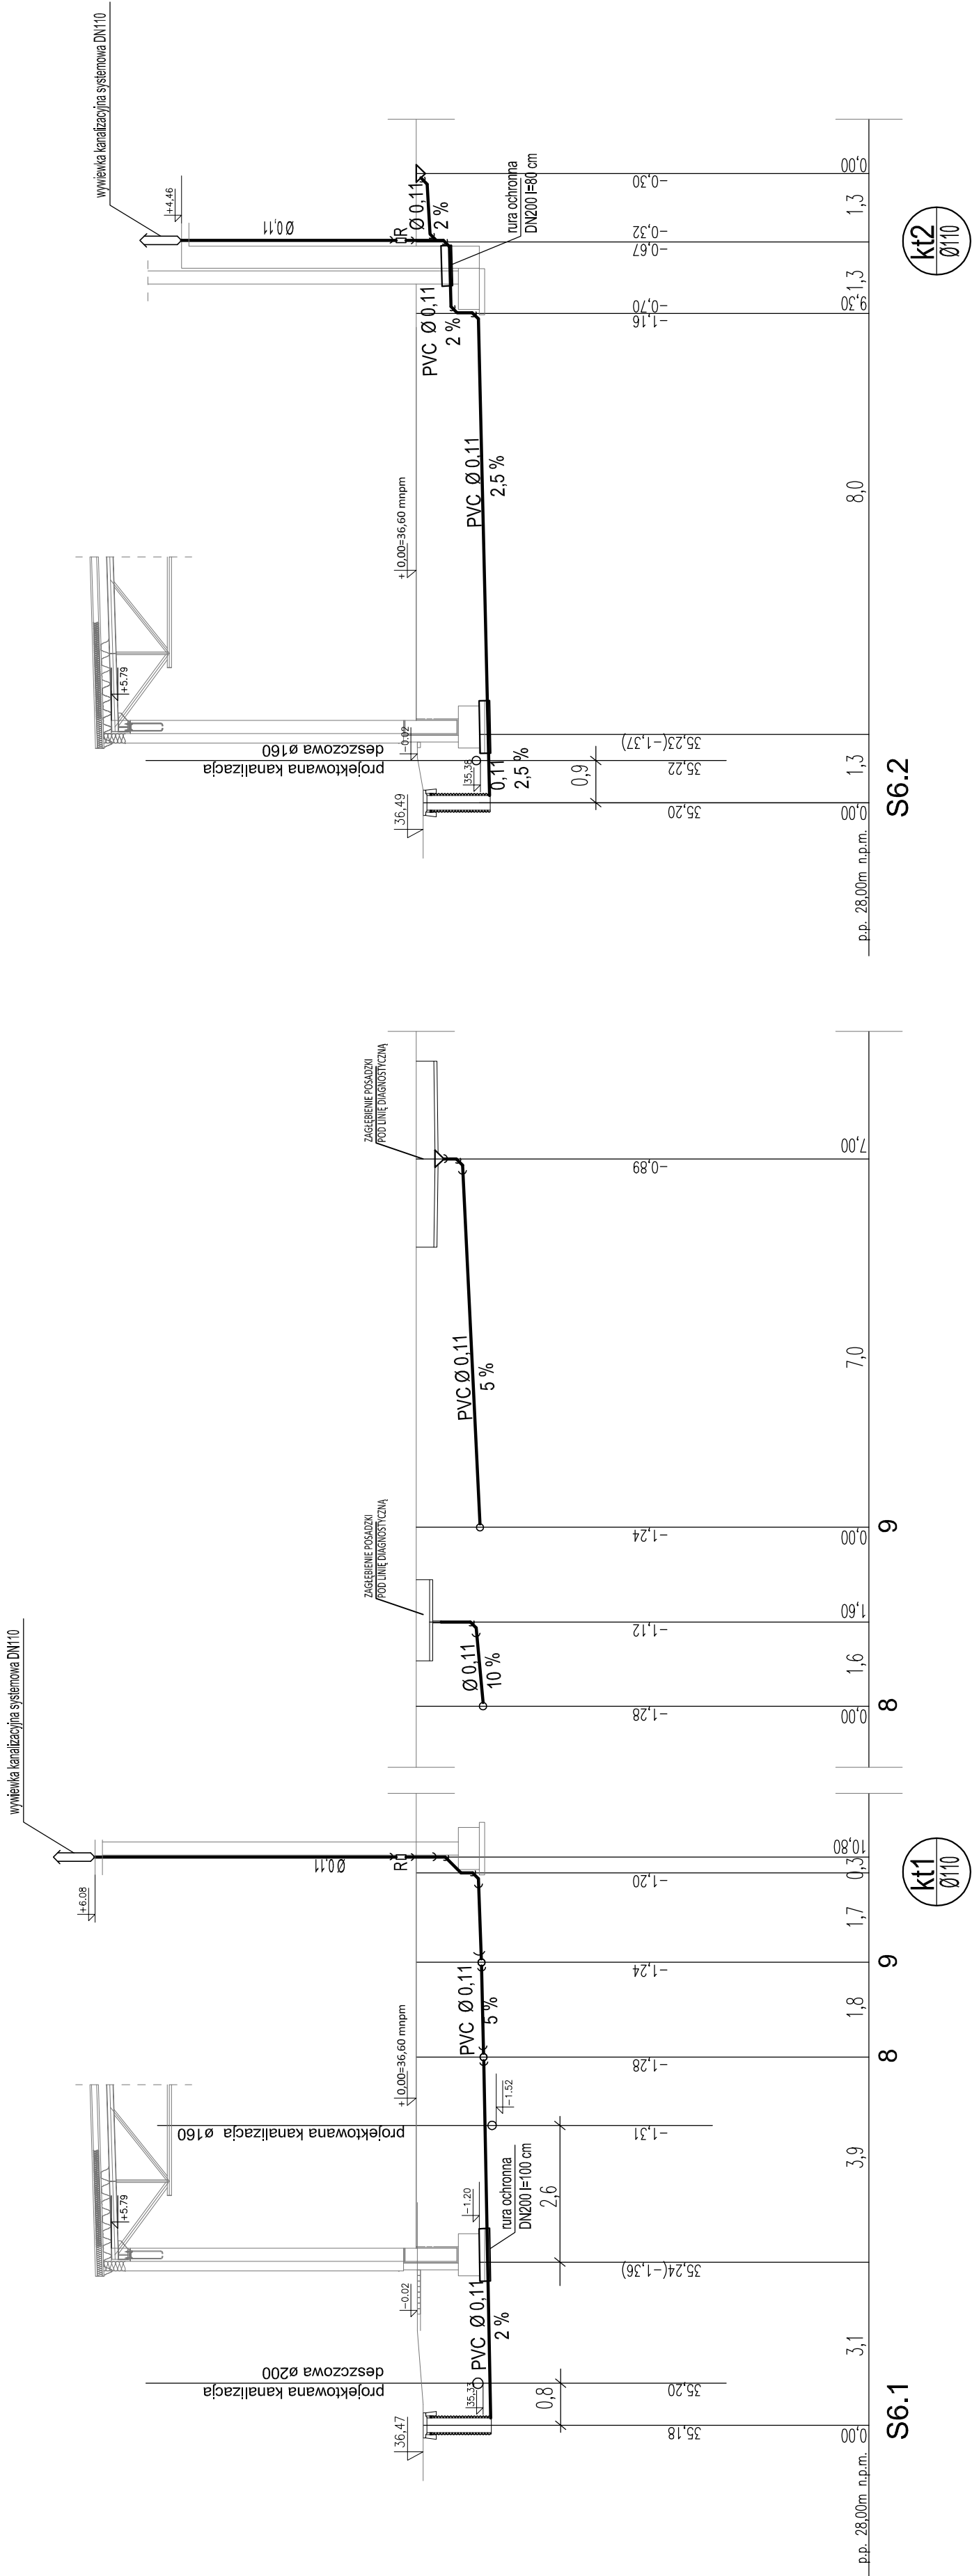 wywiewka kanalizacyjna systemowa DN110
+6.08
Ø 0,11
R
+5.79
projektowana kanalizacja ø160
projektowana kanalizacja
deszczowa ø200
± 0,00=36,60 mnpm
36,47
-0.02
35,37
-1.20
-1.52
PVC Ø 0,11
2 %
PVC Ø 0,11
5 %
rura ochronna
DN200 l=100 cm
0,8
2,6
35,18
35,20
35,24(-1,36)
-1,31
-1,28
-1,24
-1,20
p.p. 28,00m n.p.m.
0,00
3,1
3,9
1,8
1,7
0,3
10,80
S6.1
8
9
kt1
Ø110
ZAGŁĘBIENIE POSADZKI
POD LINIĘ DIAGNOSTYCZNĄ
Ø 0,11
10 %
-1,28
-1,12
0,00
1,6
1,60
8
ZAGŁĘBIENIE POSADZKI
POD LINIĘ DIAGNOSTYCZNĄ
PVC Ø 0,11
5 %
-1,24
-0,89
0,00
7,0
7,00
9
wywiewka kanalizacyjna systemowa DN110
+4,46
Ø 0,11
R
Ø 0,11
2 %
+5.79
projektowana kanalizacja
deszczowa ø160
± 0,00=36,60 mnpm
36,49
-0.02
35,38
0,11
2,5 %
PVC Ø 0,11
2,5 %
PVC Ø 0,11
2 %
rura ochronna
DN200 l=80 cm
0,9
35,20
35,22
35,23(-1,37)
-1,16
-0,70
-0,67
-0,32
-0,30
p.p. 28,00m n.p.m.
0,00
1,3
8,0
9,30
1,3
1,3
0,00
S6.2
kt2
Ø110